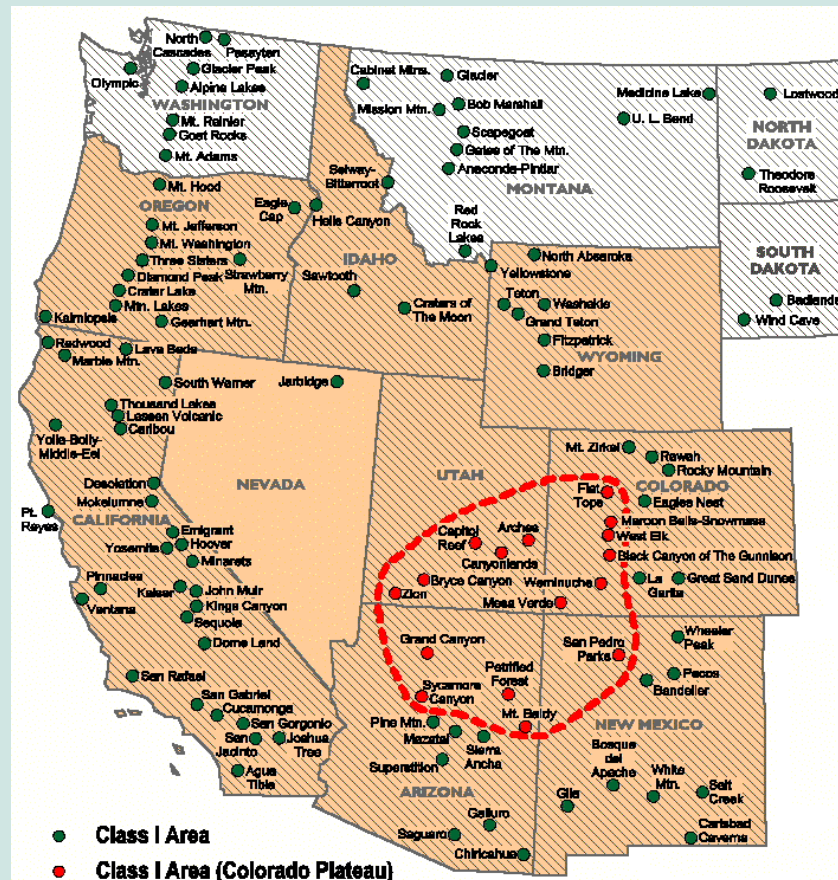 North
Cascades
Pasayten
Olympic
Glacier Peak
Alpine Lakes
WASHINGTON
Mt. Rainier
Goat Rocks
Mt. Adams
Cabinet Mtns.
Glacier
Mission Mtn.
Bob Marshall
Scapegoat
Gates of The Mtn.
Anaconda-Pintlar
Medicine Lake
U. L. Bend
MONTANA
Selway-
Bitterroot
Red
Rock
Lakes
Lostwood
NORTH
DAKOTA
Theodore
Roosevelt
SOUTH
DAKOTA
Badlands
Wind Cave
Mt. Hood
OREGON
Eagle
Cap
Hells Canyon
Mt. Jefferson
Mt. Washington
Three Sisters
Strawberry
Mtn.
Diamond Peak
Crater Lake
Mtn. Lakes
Kalmiopsis
Gearhart Mtn.
IDAHO
Sawtooth
Craters of
The Moon
Yellowstone
North Absaroka
Teton
Washakie
Grand Teton
Fitzpatrick
WYOMING
Bridger
Redwood
Marble Mtn.
Lava Beds
South Warner
Thousand Lakes
Lassen Volcanic
Caribou
Yolla-Bolly-
Middle-Eel
Jarbidge
NEVADA
UTAH
Desolation
Mokelumne
Pt.
Reyes
CALIFORNIA
Emigrant
Yosemite
Hoover
Minarets
Pinnacles
Kaiser
John Muir
Kings Canyon
Ventana
Sequoia
Dome Land
San Rafael
San Gabriel
Cucamonga
San Gorgonio
San
Jacinto
Joshua
Tree
Agua
Tibia
Mt. Zirkel
Rawah
Rocky Mountain
COLORADO
Flat
Tops
Eagles Nest
Maroon Bells-Snowmass
West Elk
Black Canyon of The Gunnison
Capitol
Reef
Arches
Canyonlands
Bryce Canyon
Zion
Weminuche
La
Garita
Great Sand Dunes
Mesa Verde
Grand Canyon
San Pedro
Parks
Wheeler
Peak
Sycamore
Canyon
Petrified
Forest
Pecos
Bandelier
Mt. Baldy
Pine Mtn.
Mazatal
Sierra
Ancha
Superstition
NEW MEXICO
Bosque
del
Apache
White
Mtn.
Salt
Creek
Gila
ARIZONA
Galiuro
Saguaro
Chiricahua
Carlsbad
Caverns
Class I Area
Class I Area (Colorado Plateau)